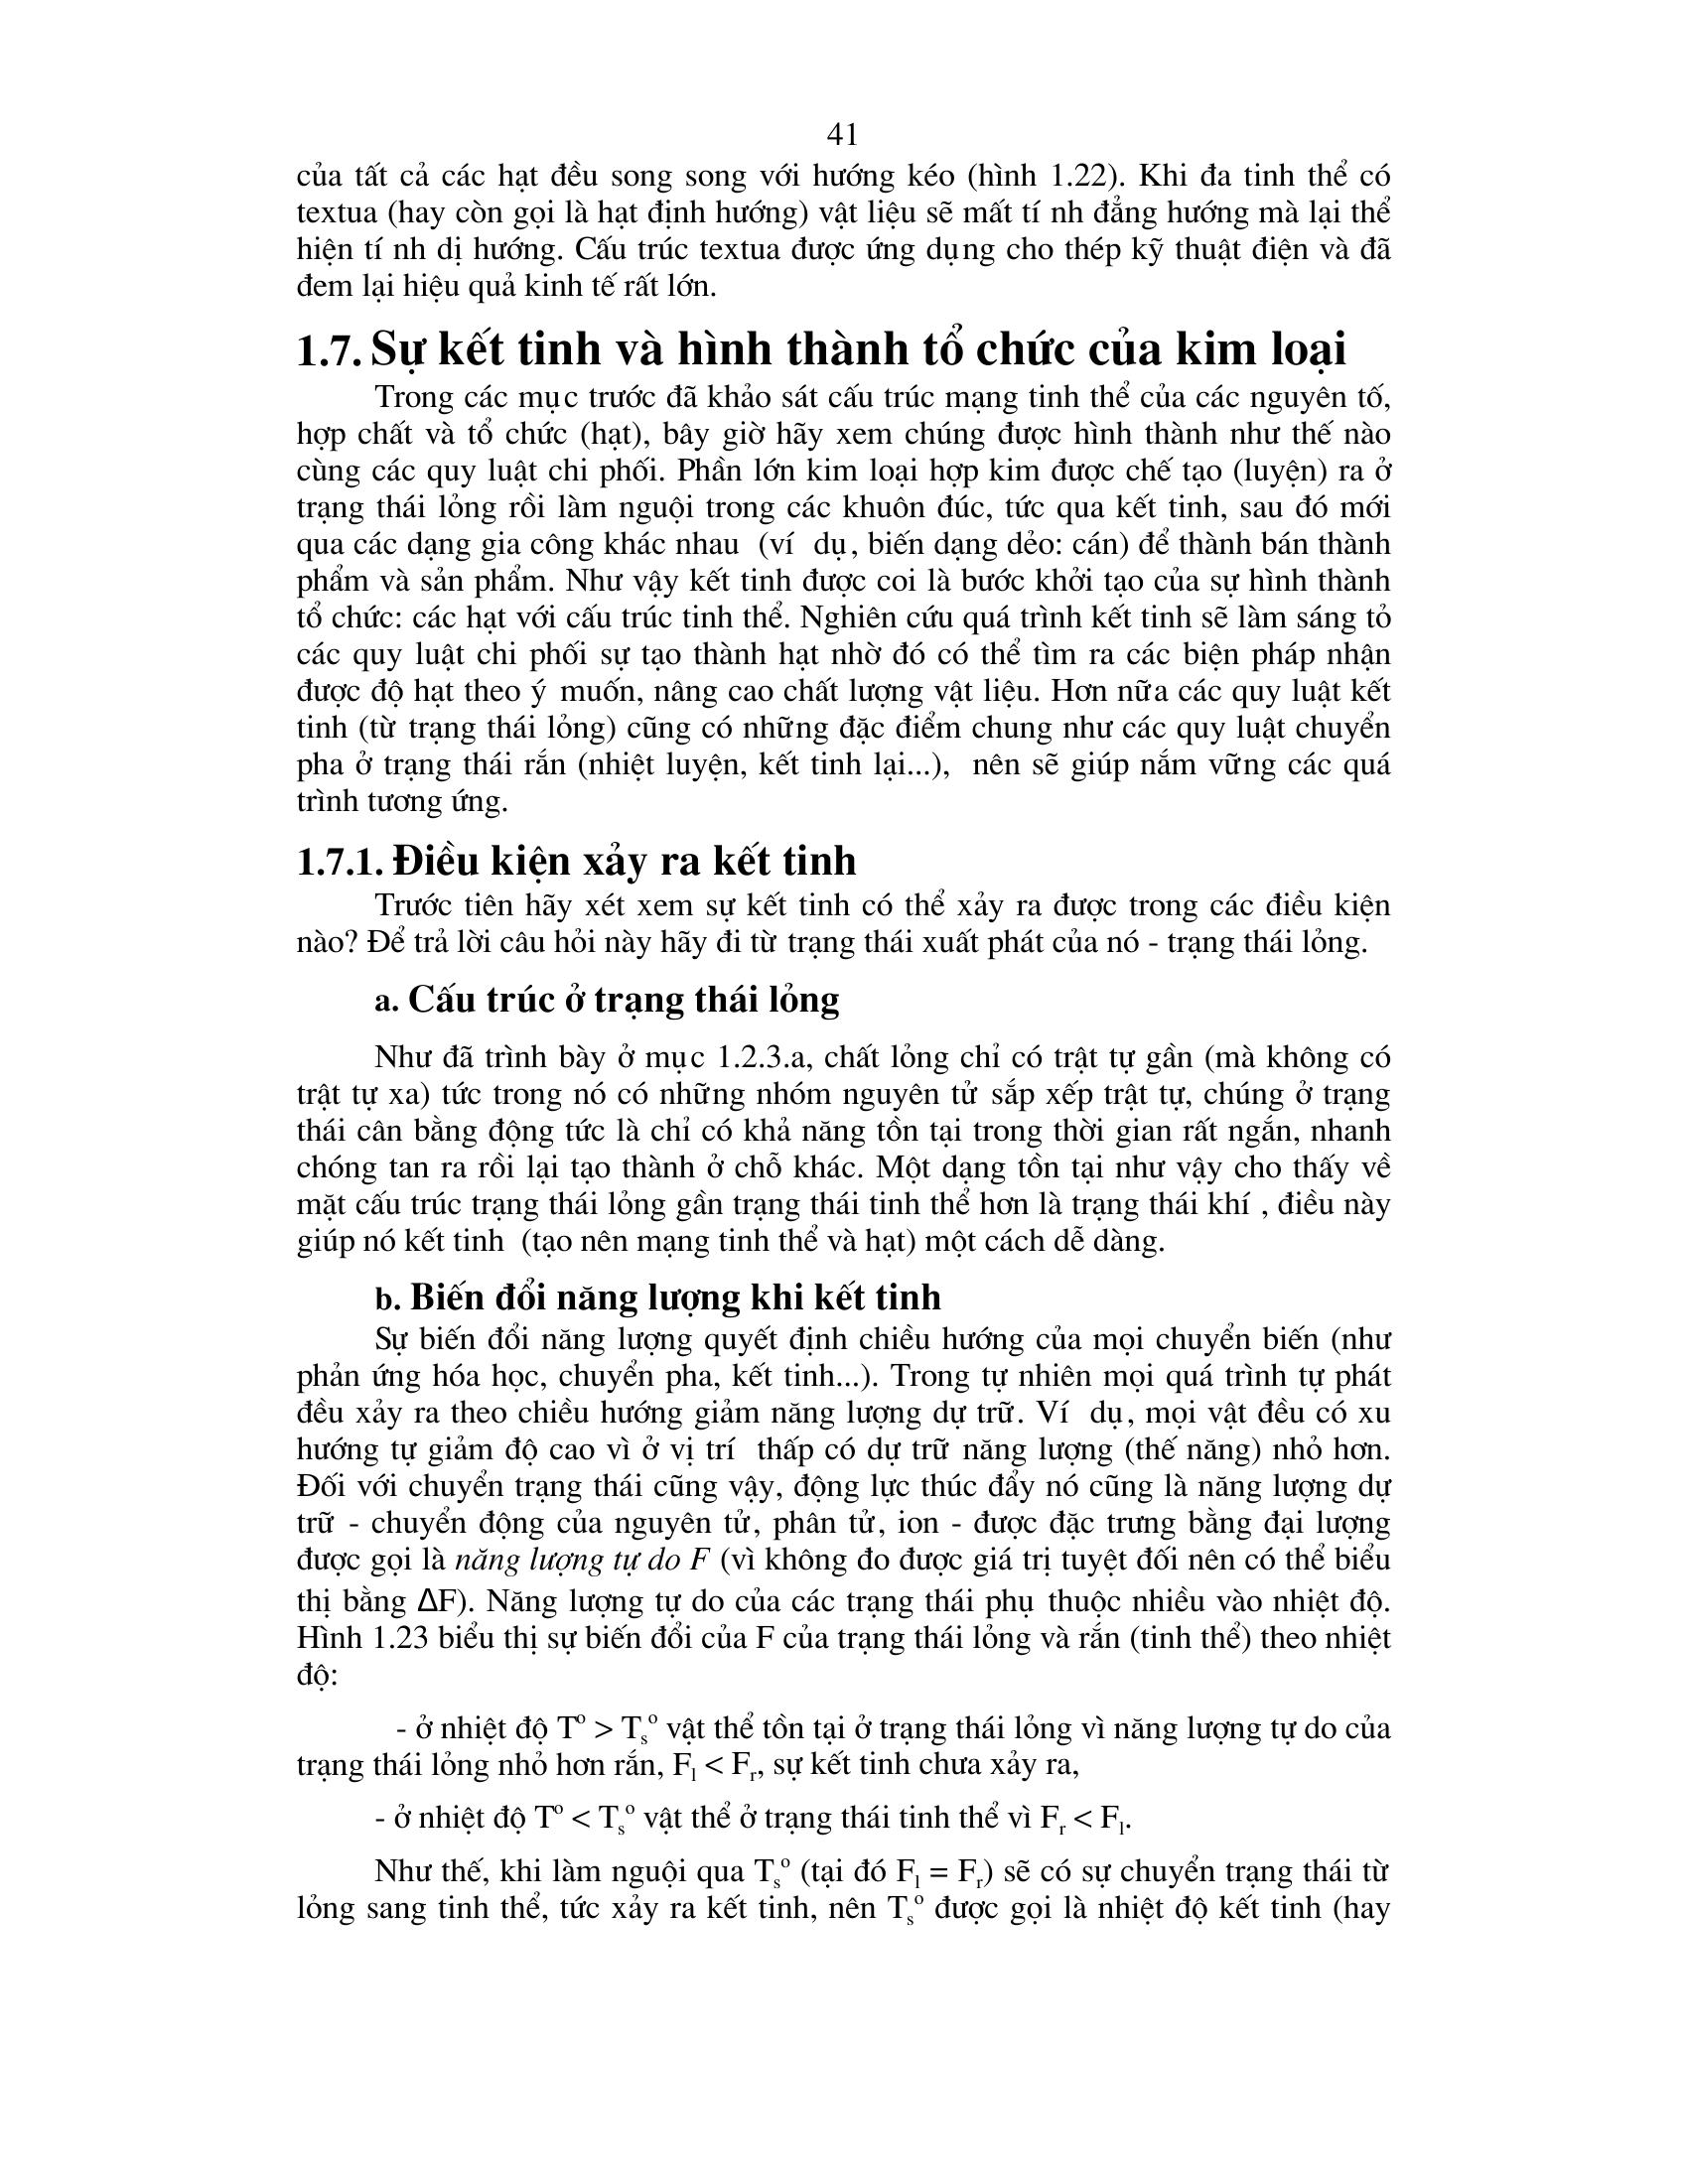 41
của tất cả các hạt đều song song với hướng kéo (hình 1.22). Khi đa tinh thể có
textua (hay còn gọi là hạt định hướng) vật liệu sẽ mất tí nh đẳng hướng mà lại thể
hiện tí nh dị hướng. Cấu trúc textua được ứng dụng cho thép kỹ thuật điện và đã
đem lại hiệu quả kinh tế rất lớn.
1.7. Sự kết tinh và hình thành tổ chức của kim loại
Trong các mục trước đã khảo sát cấu trúc mạng tinh thể của các nguyên tố,
hợp chất và tổ chức (hạt), bây giờ hãy xem chúng được hình thành như thế nào
cùng các quy luật chi phối. Phần lớn kim loại hợp kim được chế tạo (luyện) ra ở
trạng thái lỏng rồi làm nguội trong các khuôn đúc, tức qua kết tinh, sau đó mới
qua các dạng gia công khác nhau (ví dụ, biến dạng dẻo: cán) để thành bán thành
phẩm và sản phẩm. Như vậy kết tinh được coi là bước khởi tạo của sự hình thành
tổ chức: các hạt với cấu trúc tinh thể. Nghiên cứu quá trình kết tinh sẽ làm sáng tỏ
các quy luật chi phối sự tạo thành hạt nhờ đó có thể tìm ra các biện pháp nhận
được độ hạt theo ý muốn, nâng cao chất lượng vật liệu. Hơn nữa các quy luật kết
tinh (từ trạng thái lỏng) cũng có những đặc điểm chung như các quy luật chuyển
pha ở trạng thái rắn (nhiệt luyện, kết tinh lại...), nên sẽ giúp nắm vững các quá
trình tương ứng.
1.7.1. Điều kiện xảy ra kết tinh
Trước tiên hãy xét xem sự kết tinh có thể xảy ra được trong các điều kiện
nào? Để trả lời câu hỏi này hãy đi từ trạng thái xuất phát của nó - trạng thái lỏng.
a. Cấu trúc ở trạng thái lỏng
Như đã trình bày ở mục 1.2.3.a, chất lỏng chỉ có trật tự gần (mà không có
trật tự xa) tức trong nó có những nhóm nguyên tử sắp xếp trật tự, chúng ở trạng
thái cân bằng động tức là chỉ có khả năng tồn tại trong thời gian rất ngắn, nhanh
chóng tan ra rồi lại tạo thành ở chỗ khác. Một dạng tồn tại như vậy cho thấy về
mặt cấu trúc trạng thái lỏng gần trạng thái tinh thể hơn là trạng thái khí , điều này
giúp nó kết tinh (tạo nên mạng tinh thể và hạt) một cách dễ dàng.
b. Biến đổi năng lượng khi kết tinh
Sự biến đổi năng lượng quyết định chiều hướng của mọi chuyển biến (như
phản ứng hóa học, chuyển pha, kết tinh...). Trong tự nhiên mọi quá trình tự phát
đều xảy ra theo chiều hướng giảm năng lượng dự trữ. Ví dụ, mọi vật đều có xu
hướng tự giảm độ cao vì ở vị trí thấp có dự trữ năng lượng (thế năng) nhỏ hơn.
Đối với chuyển trạng thái cũng vậy, động lực thúc đẩy nó cũng là năng lượng dự
trữ - chuyển động của nguyên tử, phân tử, ion - được đặc trưng bằng đại lượng
được gọi là năng lượng tự do F (vì không đo được giá trị tuyệt đối nên có thể biểu
thị bằng ΔF). Năng lượng tự do của các trạng thái phụ thuộc nhiều vào nhiệt độ.
Hình 1.23 biểu thị sự biến đổi của F của trạng thái lỏng và rắn (tinh thể) theo nhiệt
độ:
- ở nhiệt độ Tº > Tₛº vật thể tồn tại ở trạng thái lỏng vì năng lượng tự do của
trạng thái lỏng nhỏ hơn rắn, Fₗ < Fᵣ, sự kết tinh chưa xảy ra,
- ở nhiệt độ Tº < Tₛº vật thể ở trạng thái tinh thể vì Fᵣ < Fₗ.
Như thế, khi làm nguội qua Tₛº (tại đó Fₗ = Fᵣ) sẽ có sự chuyển trạng thái từ
lỏng sang tinh thể, tức xảy ra kết tinh, nên Tₛº được gọi là nhiệt độ kết tinh (hay